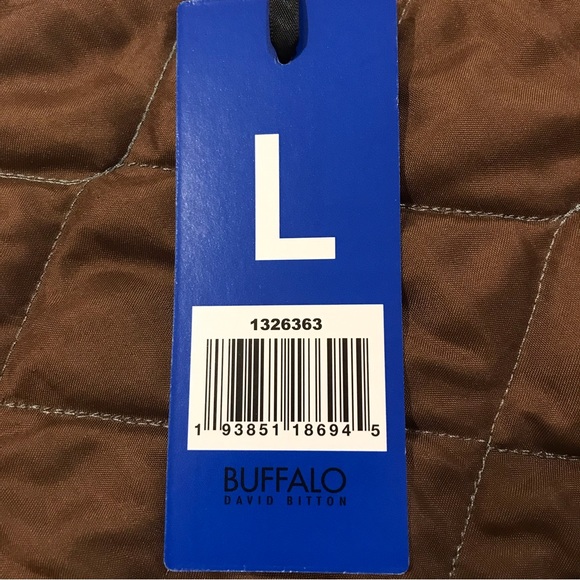 L
1326363
1 93851 18694 5
BUFFALO
DAVID BITTON